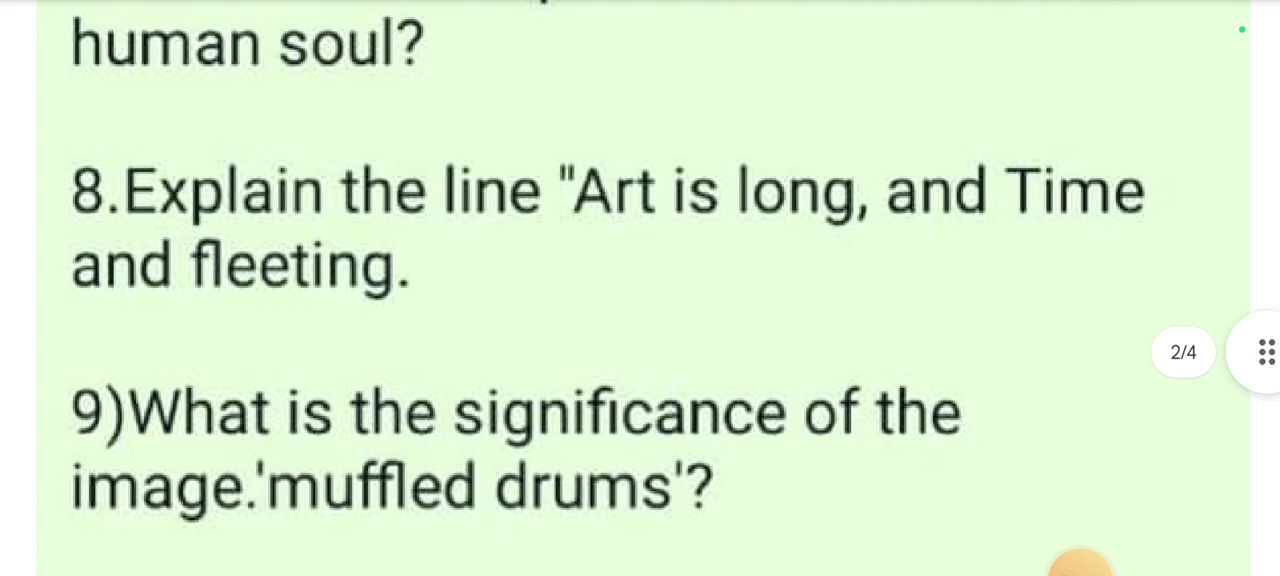 human soul?
8.Explain the line "Art is long, and Time
and fleeting.
2/4
9)What is the significance of the
image.'muffled drums'?